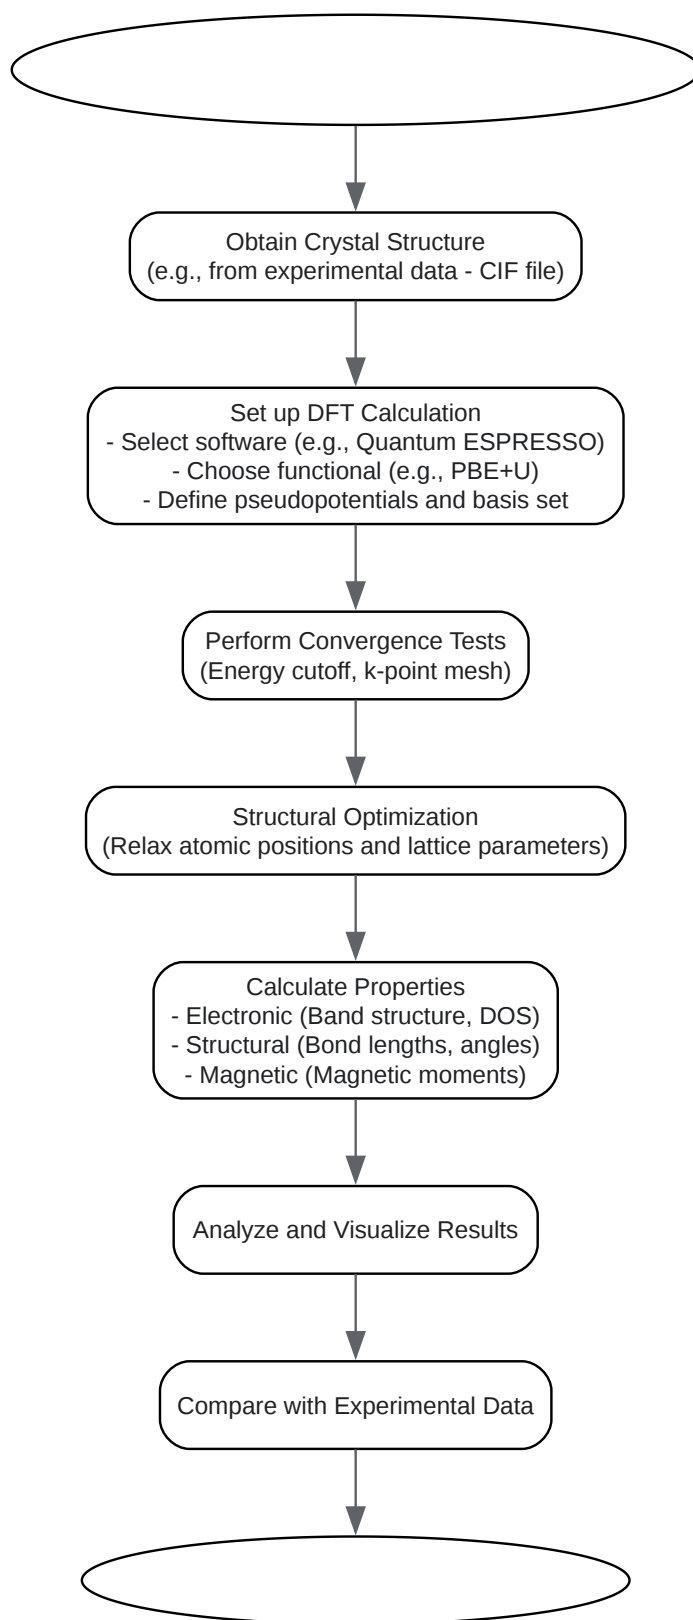 Obtain Crystal Structure
(e.g., from experimental data - CIF file)
Set up DFT Calculation
- Select software (e.g., Quantum ESPRESSO)
- Choose functional (e.g., PBE+U)
- Define pseudopotentials and basis set
Perform Convergence Tests
(Energy cutoff, k-point mesh)
Structural Optimization
(Relax atomic positions and lattice parameters)
Calculate Properties
- Electronic (Band structure, DOS)
- Structural (Bond lengths, angles)
- Magnetic (Magnetic moments)
Analyze and Visualize Results
Compare with Experimental Data